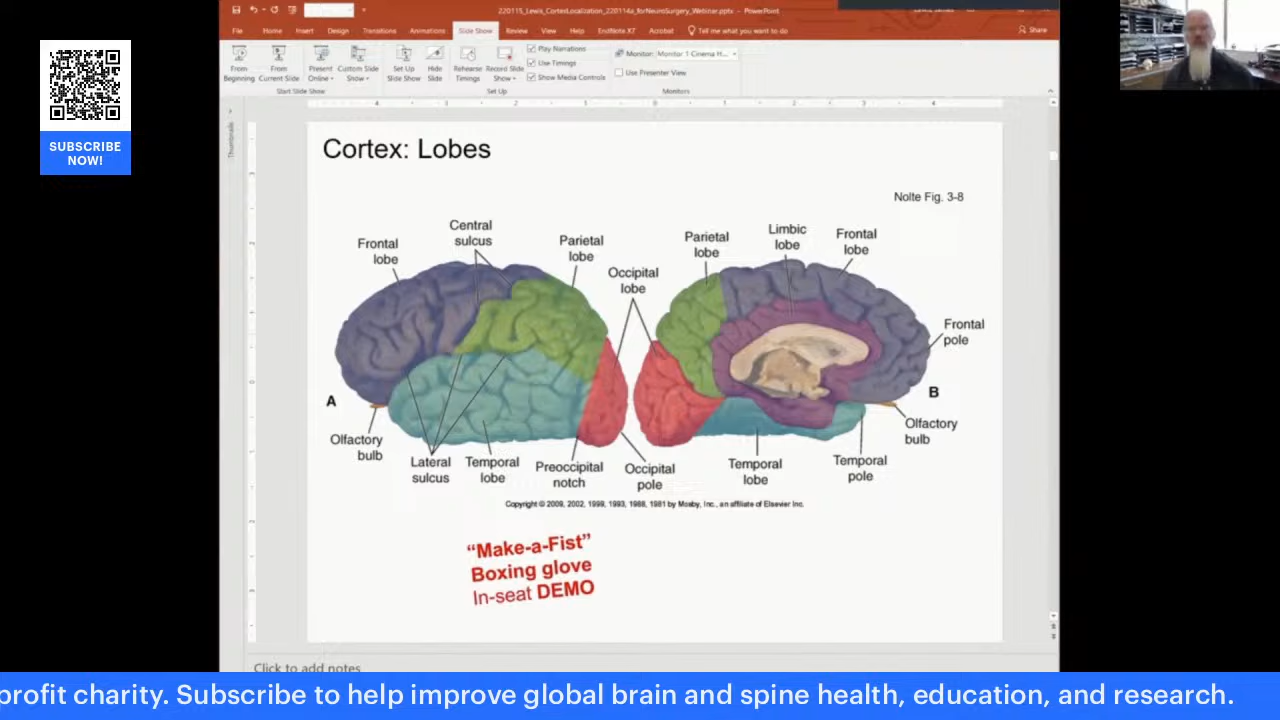 220115_Lewis_CortexLocalization_220114a_forNeuroSurgery_Webinar.pptx - PowerPoint
File Home Insert Design Transitions Animations Slide Show Review View Help EndNote X7 Acrobat Tell me what you want to do Share
From Beginning
From Current Slide
Present Online
Custom Slide Show
Set Up Slide Show
Hide Slide
Rehearse Timings
Record Slide Show
Play Narrations
Use Timings
Show Media Controls
Monitor: Monitor 1 Cinema H...
Use Presenter View
Start Slide Show
Set Up
Monitors
Thumbnails
SUBSCRIBE
NOW!
Cortex: Lobes
Nolte Fig. 3-8
Frontal
lobe
Central
sulcus
Parietal
lobe
Occipital
lobe
Parietal
lobe
Limbic
lobe
Frontal
lobe
Frontal
pole
A
B
Olfactory
bulb
Lateral
sulcus
Temporal
lobe
Preoccipital
notch
Occipital
pole
Temporal
lobe
Temporal
pole
Olfactory
bulb
Copyright © 2009, 2002, 1999, 1993, 1988, 1981 by Mosby, Inc., an affiliate of Elsevier Inc.
“Make-a-Fist”
Boxing glove
In-seat DEMO
Click to add notes
profit charity. Subscribe to help improve global brain and spine health, education, and research.